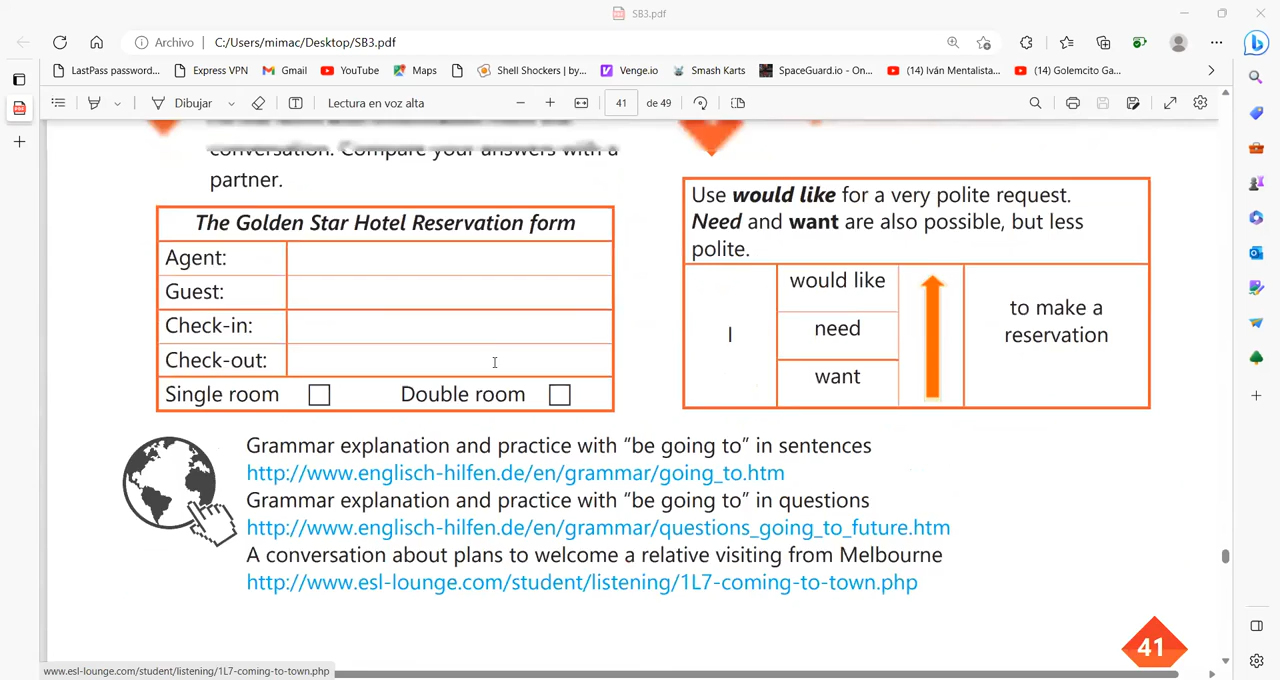 SB3.pdf
Archivo
C:/Users/mimac/Desktop/SB3.pdf
LastPass password...
Express VPN
Gmail
YouTube
Maps
Shell Shockers | by...
Venge.io
Smash Karts
SpaceGuard.io - On...
(14) Iván Mentalista...
(14) Golemcito Ga...
Dibujar
Lectura en voz alta
41
de 49
conversation. Compare your answers with a
partner.
The Golden Star Hotel Reservation form
Agent:
Guest:
Check-in:
Check-out:
Single room
Double room
Use would like for a very polite request.
Need and want are also possible, but less
polite.
I
would like
need
want
to make a
reservation
Grammar explanation and practice with “be going to” in sentences
http://www.englisch-hilfen.de/en/grammar/going_to.htm
Grammar explanation and practice with “be going to” in questions
http://www.englisch-hilfen.de/en/grammar/questions_going_to_future.htm
A conversation about plans to welcome a relative visiting from Melbourne
http://www.esl-lounge.com/student/listening/1L7-coming-to-town.php
41
www.esl-lounge.com/student/listening/1L7-coming-to-town.php